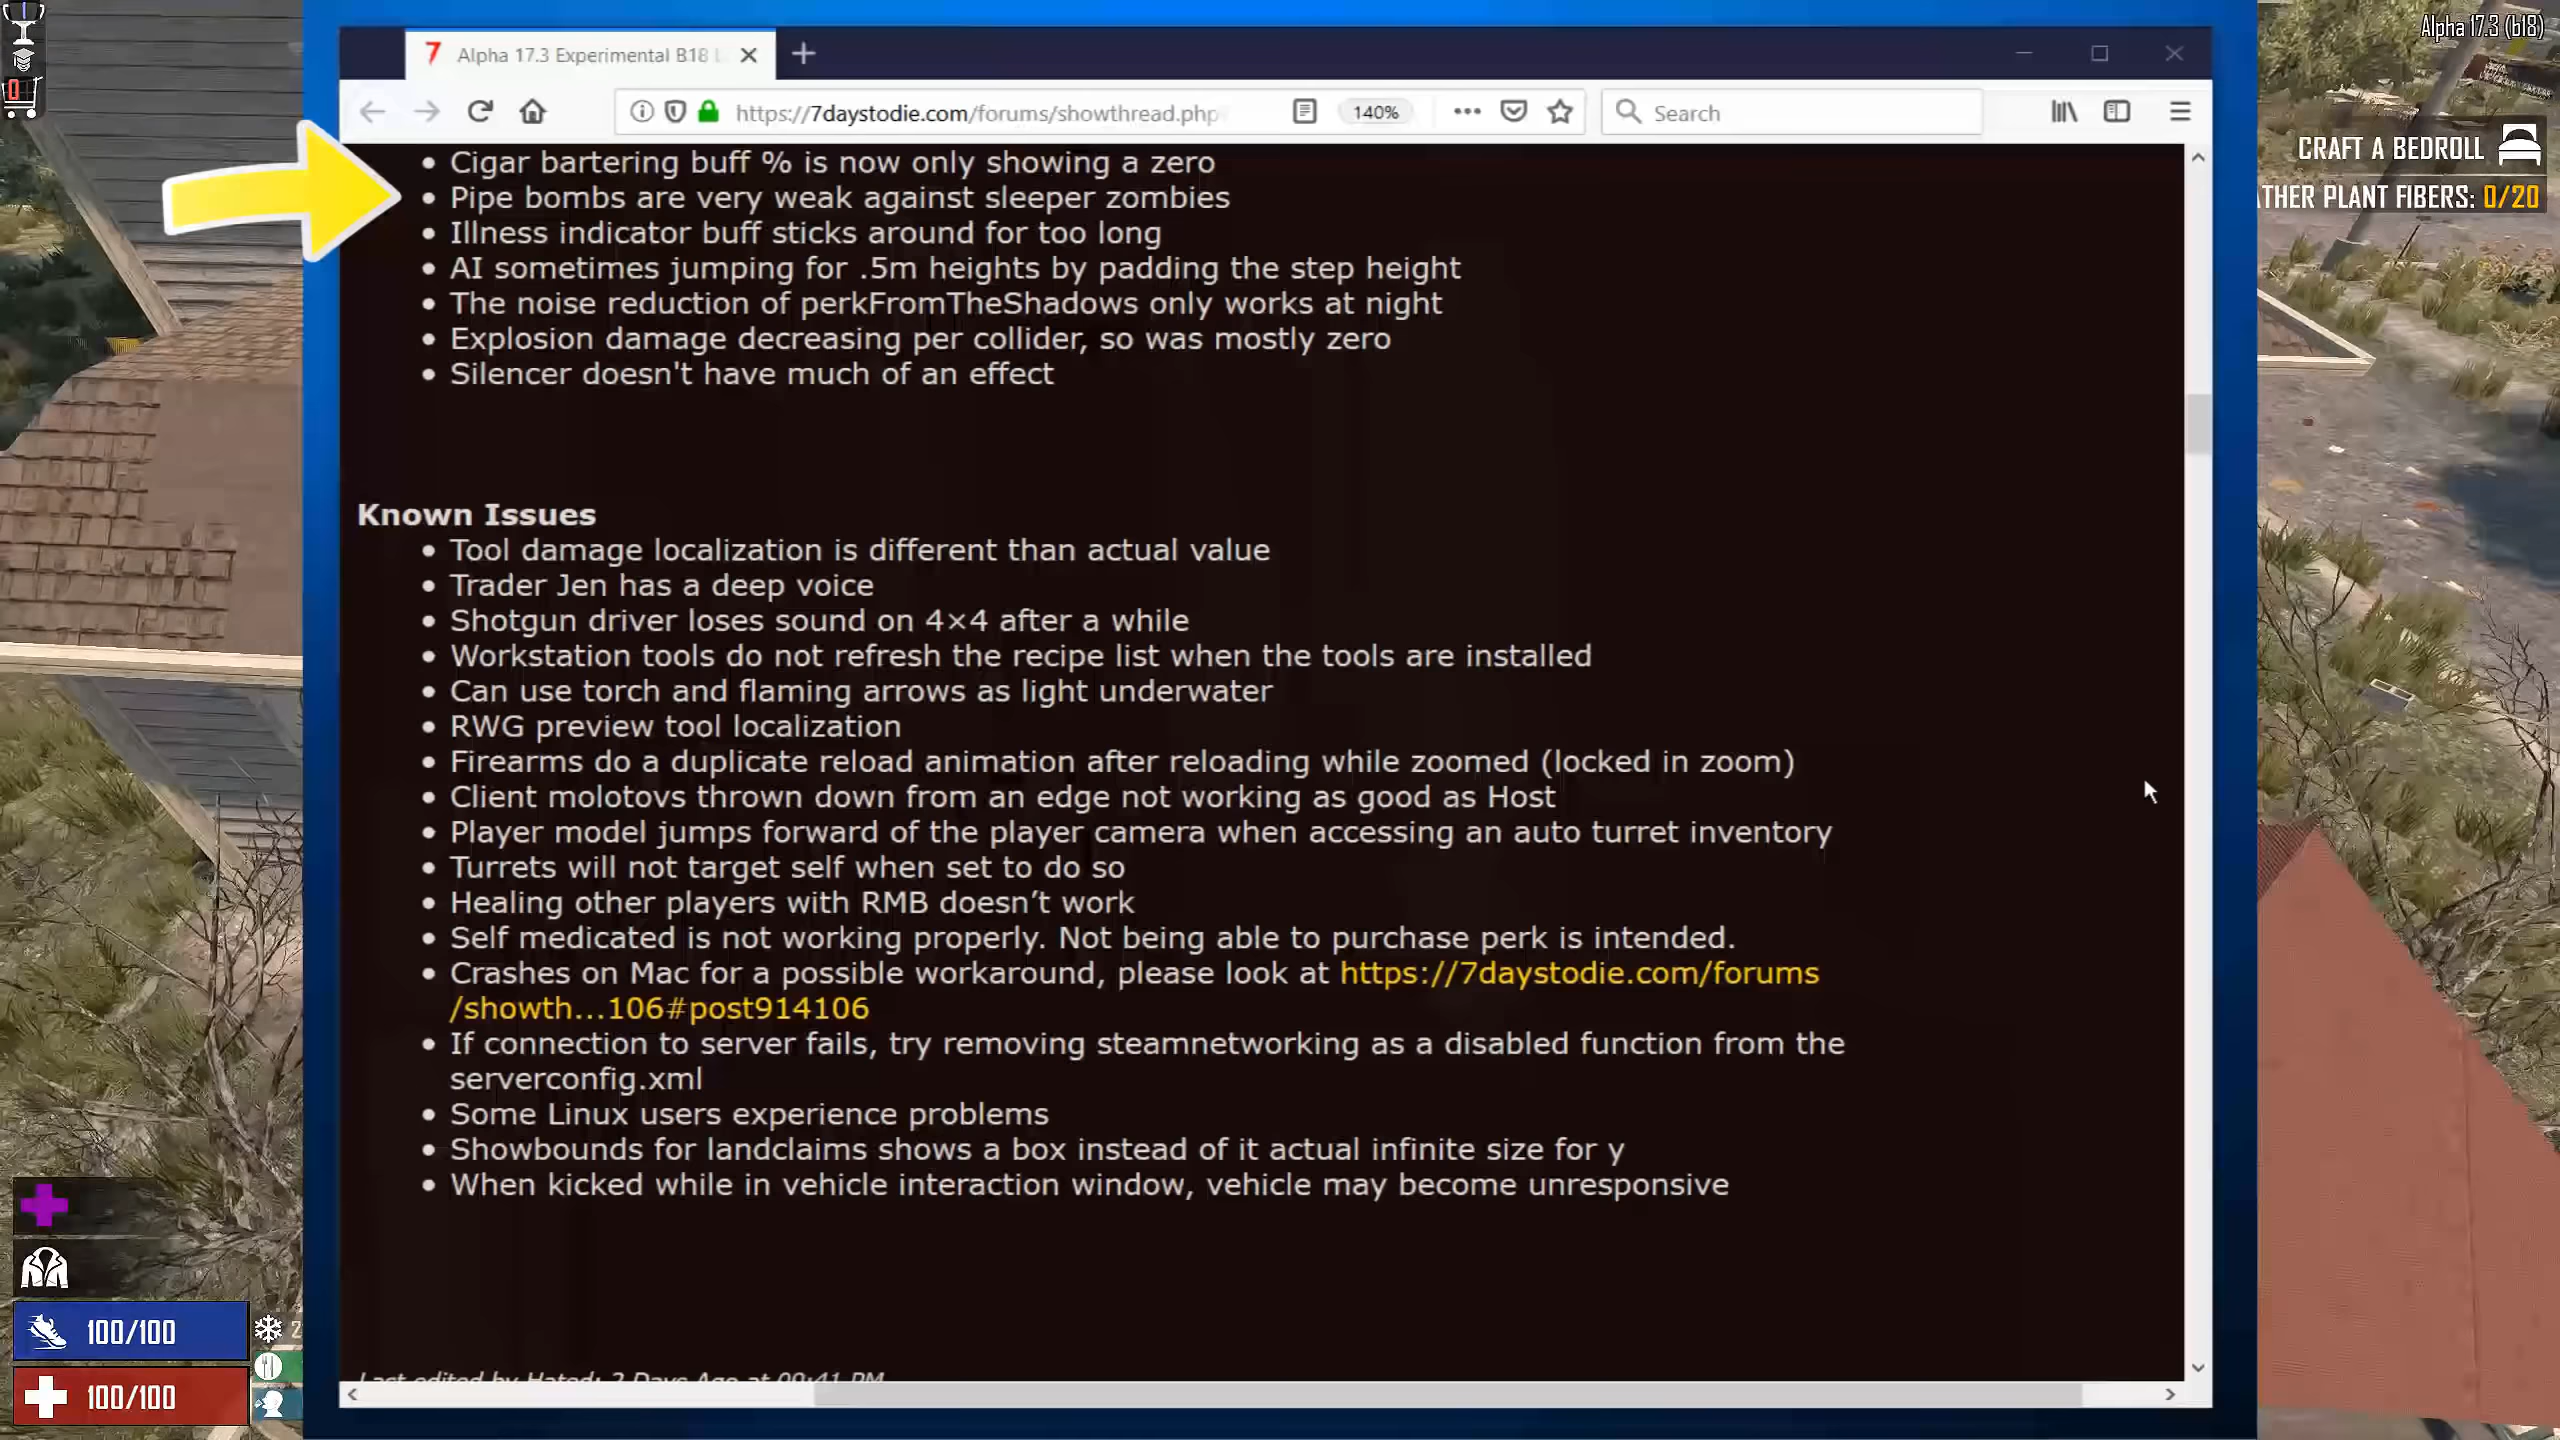 Alpha 17.3 (b18)
7 Alpha 17.3 Experimental B18
https://7daystodie.com/forums/showthread.php
140%
Search
0
CRAFT A BEDROLL
THER PLANT FIBERS: 0/20
• Cigar bartering buff % is now only showing a zero
• Pipe bombs are very weak against sleeper zombies
• Illness indicator buff sticks around for too long
• AI sometimes jumping for .5m heights by padding the step height
• The noise reduction of perkFromTheShadows only works at night
• Explosion damage decreasing per collider, so was mostly zero
• Silencer doesn't have much of an effect
Known Issues
• Tool damage localization is different than actual value
• Trader Jen has a deep voice
• Shotgun driver loses sound on 4×4 after a while
• Workstation tools do not refresh the recipe list when the tools are installed
• Can use torch and flaming arrows as light underwater
• RWG preview tool localization
• Firearms do a duplicate reload animation after reloading while zoomed (locked in zoom)
• Client molotovs thrown down from an edge not working as good as Host
• Player model jumps forward of the player camera when accessing an auto turret inventory
• Turrets will not target self when set to do so
• Healing other players with RMB doesn’t work
• Self medicated is not working properly. Not being able to purchase perk is intended.
• Crashes on Mac for a possible workaround, please look at https://7daystodie.com/forums
/showth...106#post914106
• If connection to server fails, try removing steamnetworking as a disabled function from the
serverconfig.xml
• Some Linux users experience problems
• Showbounds for landclaims shows a box instead of it actual infinite size for y
• When kicked while in vehicle interaction window, vehicle may become unresponsive
Last edited by Hated; 2 Days Ago at 09:41 PM
100/100
2
100/100